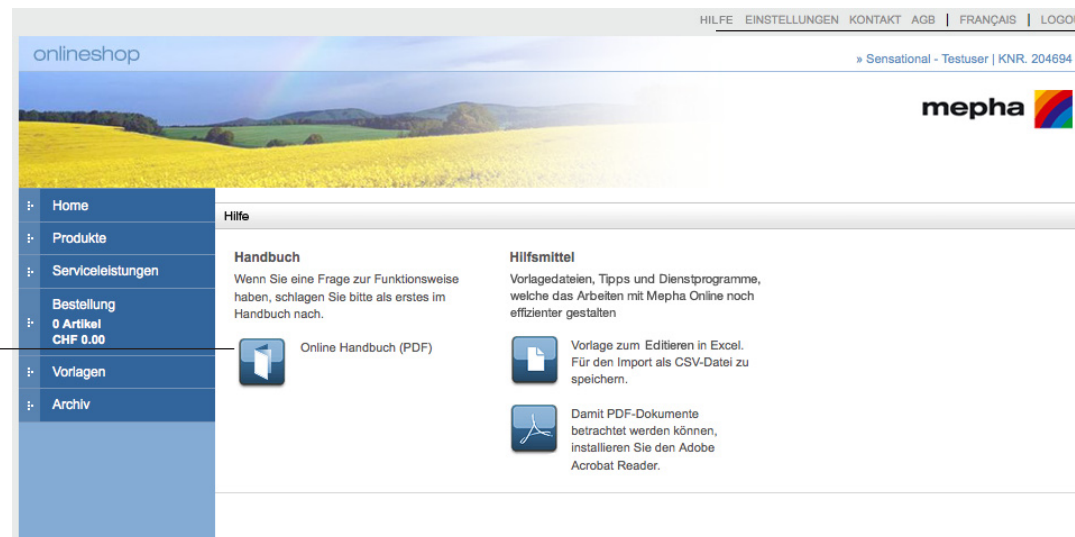 HILFE EINSTELLUNGEN KONTAKT AGB | FRANÇAIS | LOGOU
onlineshop
» Sensational - Testuser | KNR. 204694
mepha
Home
Produkte
Serviceleistungen
Bestellung
0 Artikel
CHF 0.00
Vorlagen
Archiv
Hilfe
Handbuch
Wenn Sie eine Frage zur Funktionsweise
haben, schlagen Sie bitte als erstes im
Handbuch nach.
Online Handbuch (PDF)
Hilfsmittel
Vorlagedateien, Tipps und Dienstprogramme,
welche das Arbeiten mit Mepha Online noch
effizienter gestalten
Vorlage zum Editieren in Excel.
Für den Import als CSV-Datei zu
speichern.
Damit PDF-Dokumente
betrachtet werden können,
installieren Sie den Adobe
Acrobat Reader.